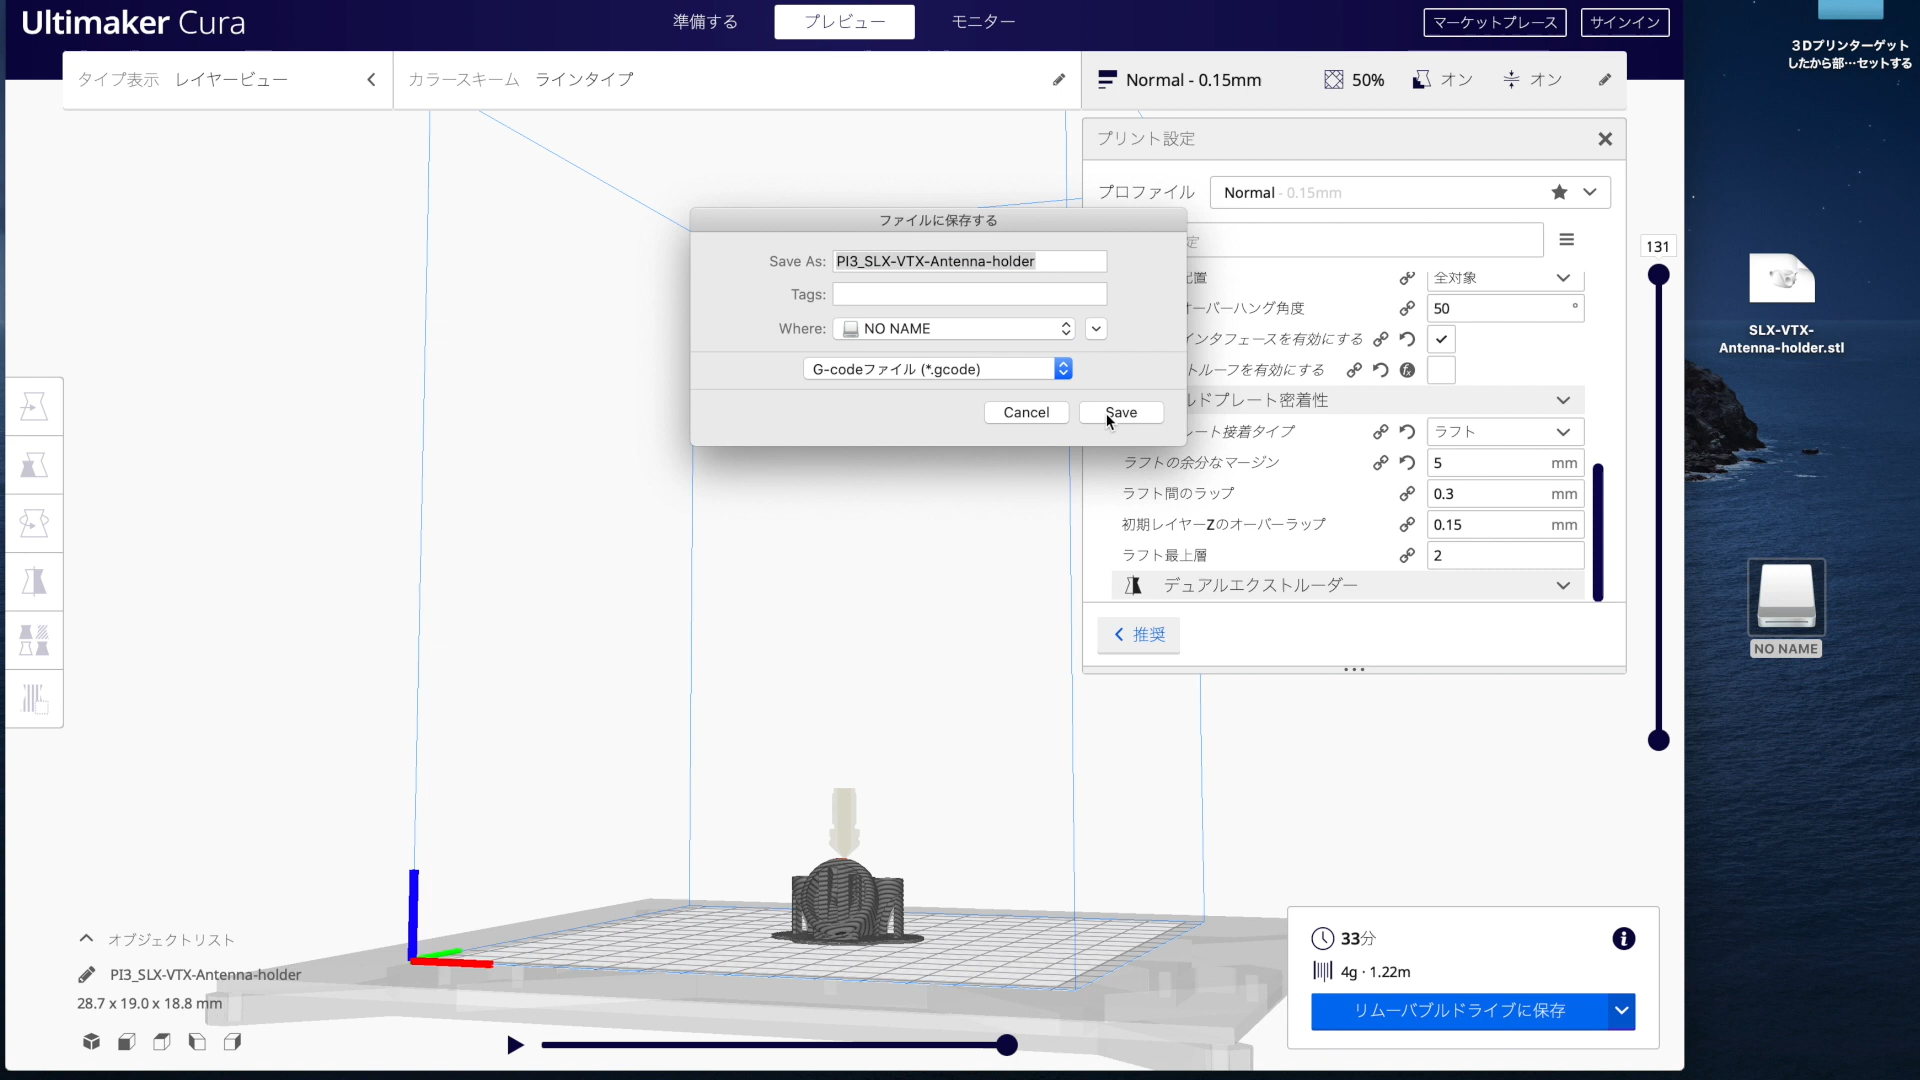 Ultimaker Cura
準備する
プレビュー
モニター
マーケットプレース
サインイン
3Dプリンターゲット
したから部…セットする
タイプ表示 レイヤービュー
カラースキーム ラインタイプ
Normal - 0.15mm
50%
オン
オン
プリント設定
プロファイル
Normal - 0.15mm
定
ファイルに保存する
Save As: PI3_SLX-VTX-Antenna-holder
Tags:
Where: NO NAME
G-codeファイル (*.gcode)
Cancel
Save
配置 全対象
オーバーハング角度 50 °
インタフェースを有効にする
トルーフを有効にする
ルドプレート密着性
レート接着タイプ ラフト
ラフトの余分なマージン 5 mm
ラフト間のラップ 0.3 mm
初期レイヤーZのオーバーラップ 0.15 mm
ラフト最上層 2
デュアルエクストルーダー
推奨
131
SLX-VTX-
Antenna-holder.stl
NO NAME
オブジェクトリスト
PI3_SLX-VTX-Antenna-holder
28.7 x 19.0 x 18.8 mm
33分
4g · 1.22m
リムーバブルドライブに保存